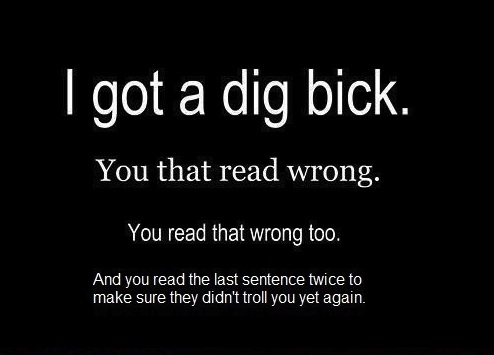 I got a dig bick.
You that read wrong.
You read that wrong too.
And you read the last sentence twice to
make sure they didn't troll you yet again.